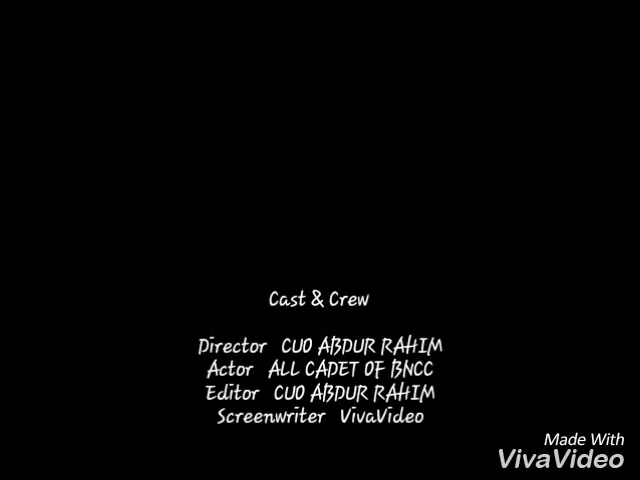 Cast & Crew
Director CUO ABDUR RAHIM
Actor ALL CADET OF BNCC
Editor CUO ABDUR RAHIM
Screenwriter VivaVideo
Made With
VivaVideo